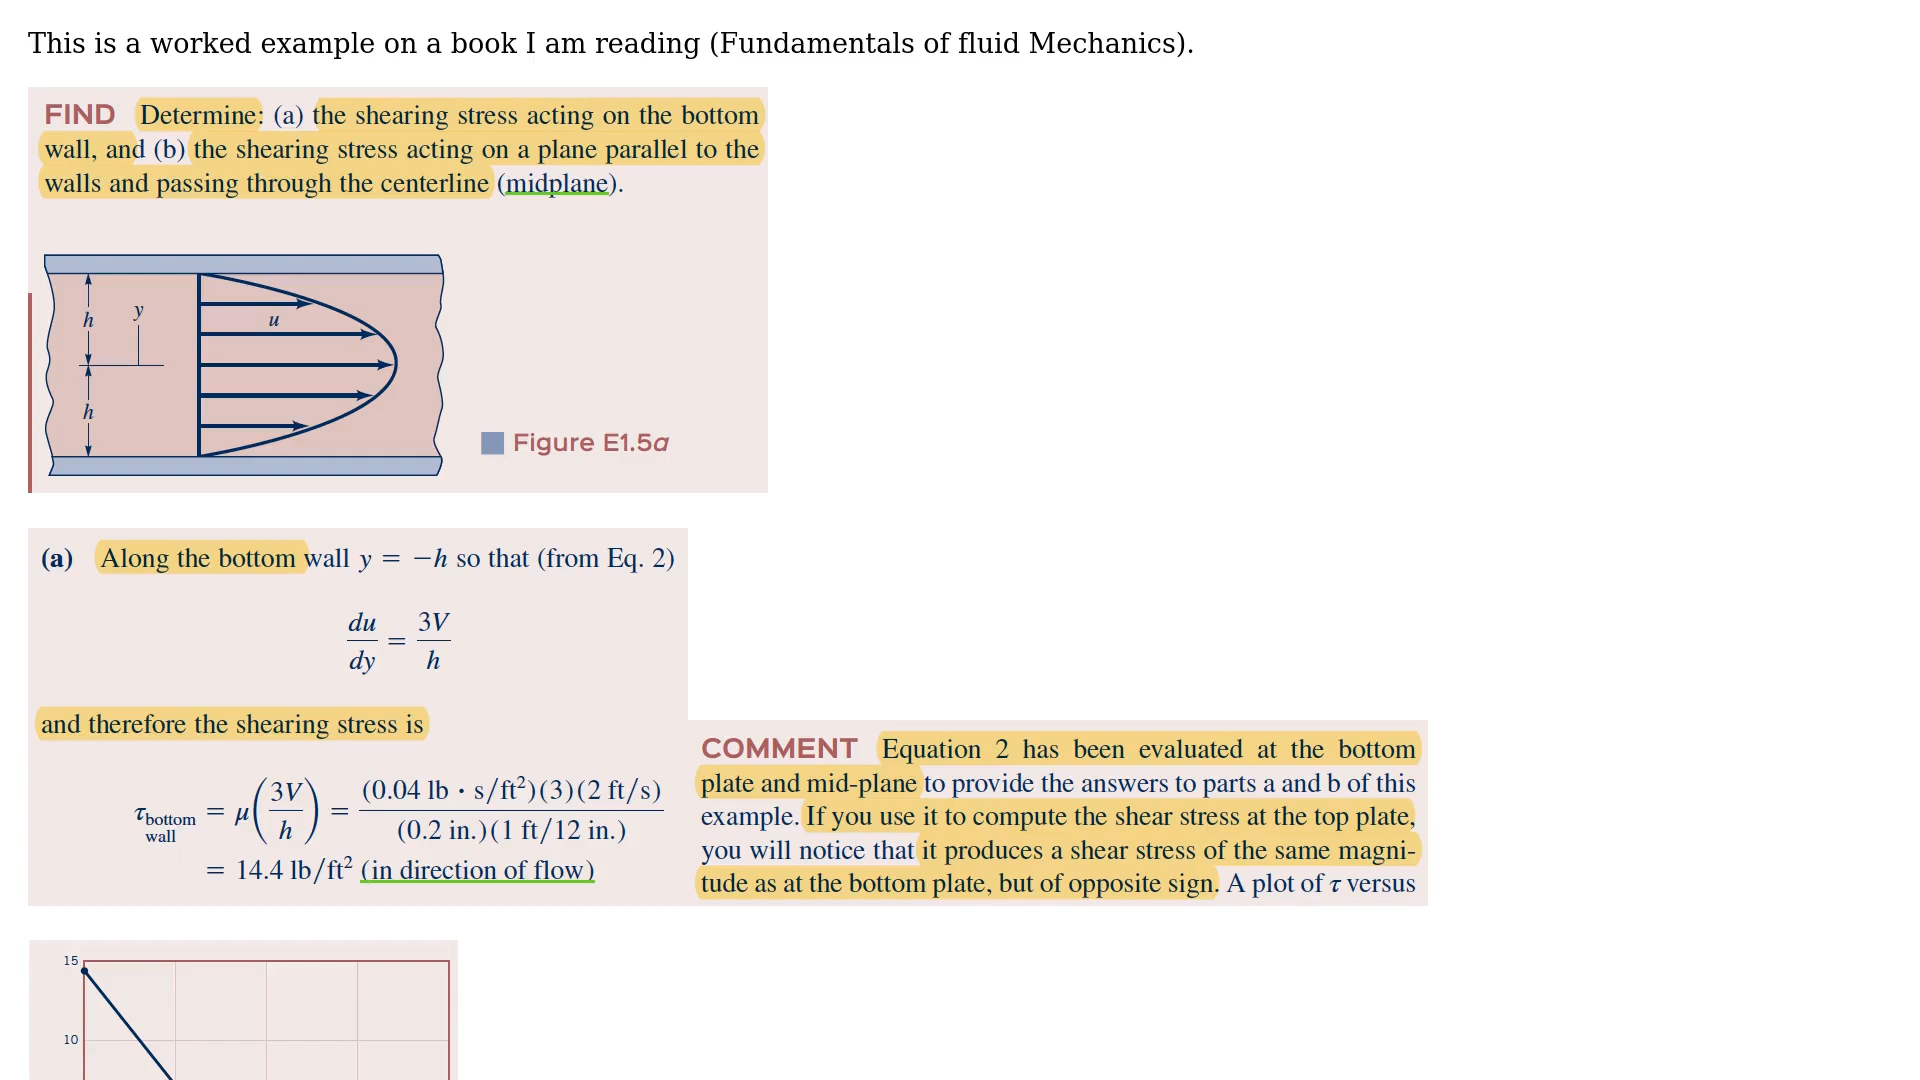 This is a worked example on a book I am reading (Fundamentals of fluid Mechanics).
FIND Determine: (a) the shearing stress acting on the bottom
wall, and (b) the shearing stress acting on a plane parallel to the
walls and passing through the centerline (midplane).
h
y
u
h
Figure E1.5a
(a) Along the bottom wall y = −h so that (from Eq. 2)
du/dy = 3V/h
and therefore the shearing stress is
τbottom wall = μ(3V/h) = (0.04 lb · s/ft²)(3)(2 ft/s) / (0.2 in.)(1 ft/12 in.)
= 14.4 lb/ft² (in direction of flow)
COMMENT Equation 2 has been evaluated at the bottom
plate and mid-plane to provide the answers to parts a and b of this
example. If you use it to compute the shear stress at the top plate,
you will notice that it produces a shear stress of the same magni-
tude as at the bottom plate, but of opposite sign. A plot of τ versus
15
10